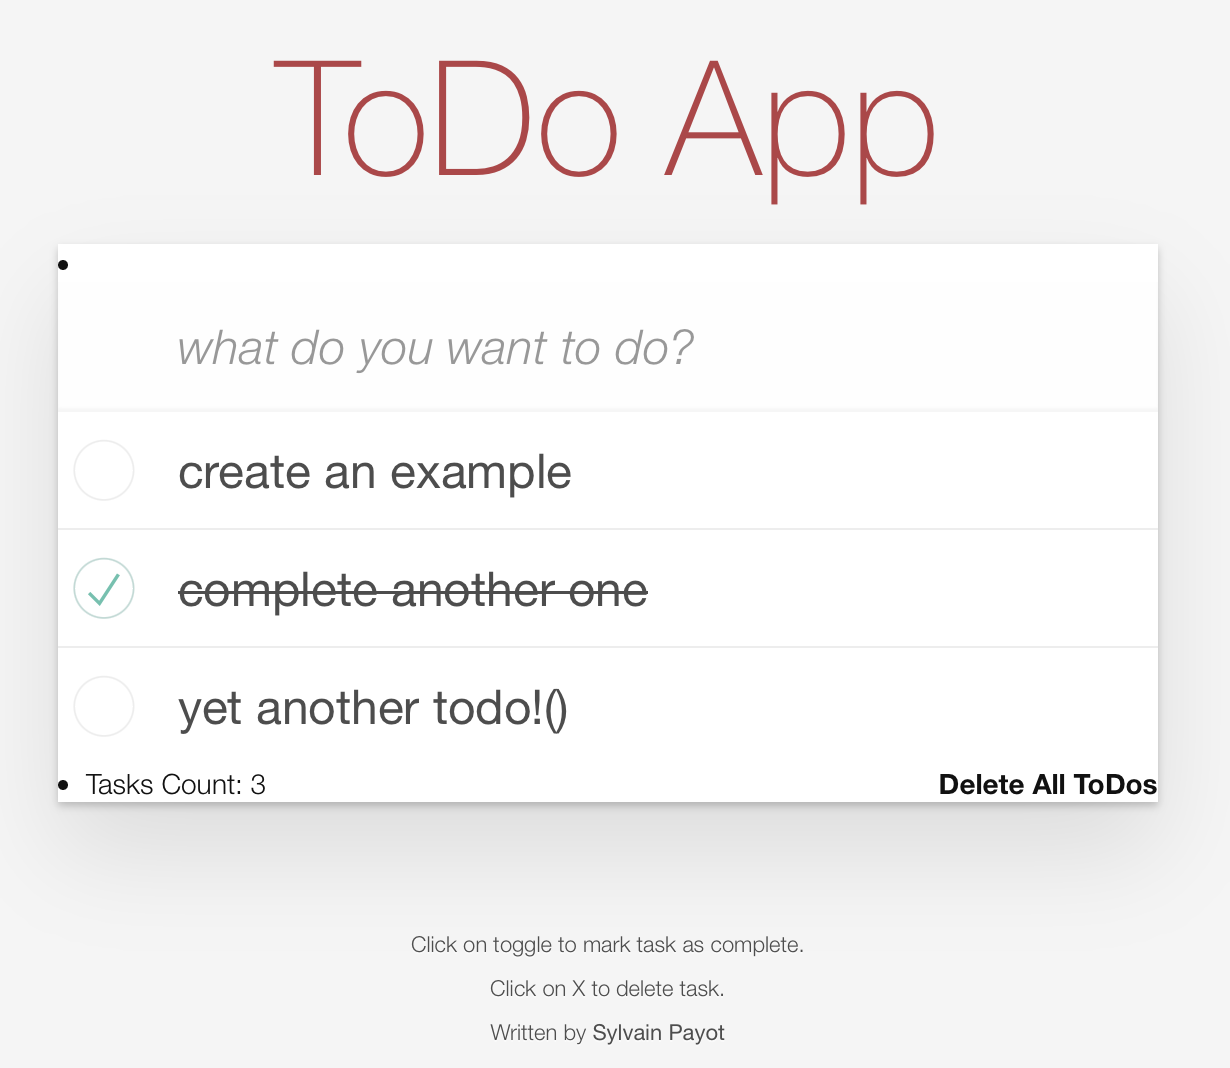 ToDo App
what do you want to do?
create an example
complete another one
yet another todo!()
Tasks Count: 3 Delete All ToDos
Click on toggle to mark task as complete.
Click on X to delete task.
Written by Sylvain Payot